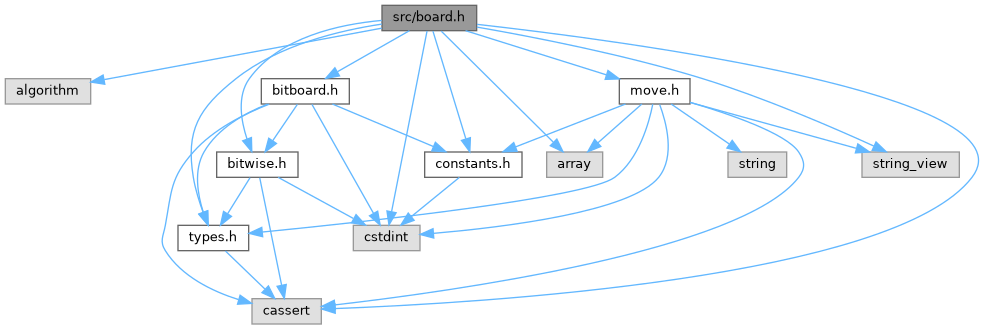 src/board.h
algorithm
bitboard.h
move.h
bitwise.h
constants.h
array
string
string_view
types.h
cstdint
cassert